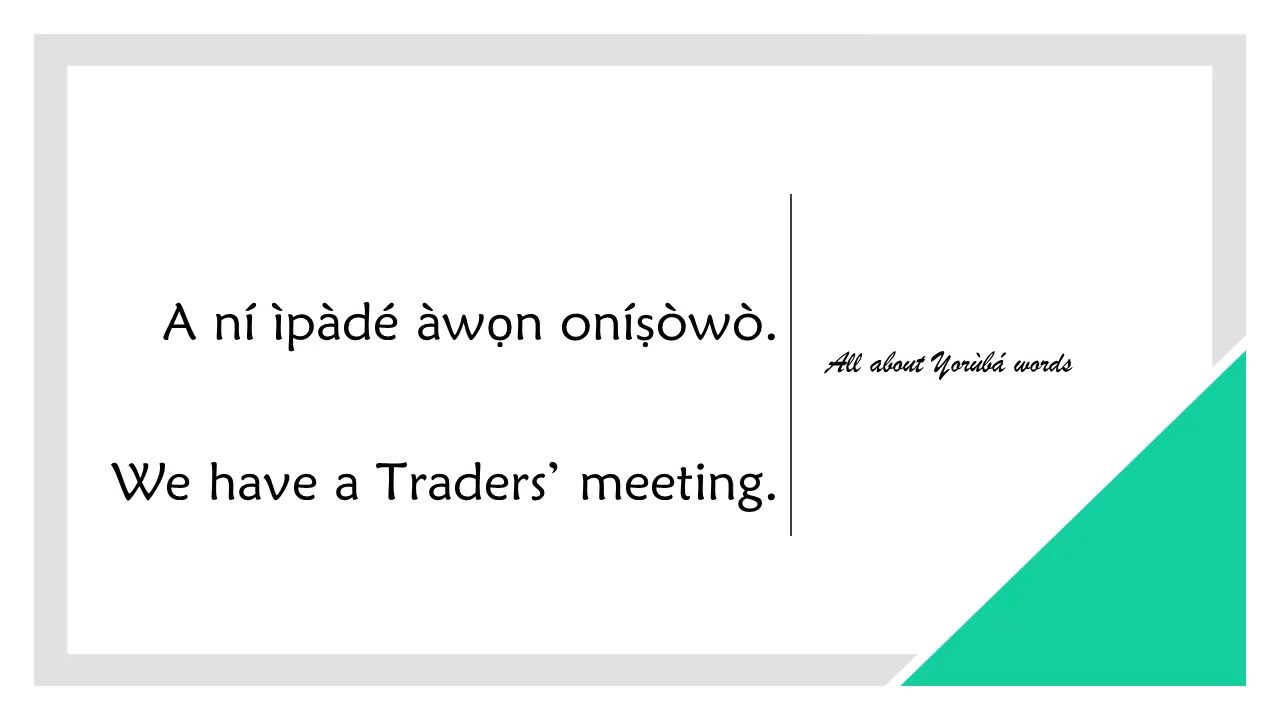 A ní ìpàdé àwọn oníṣòwò.
We have a Traders’ meeting.
All about Yorùbá words